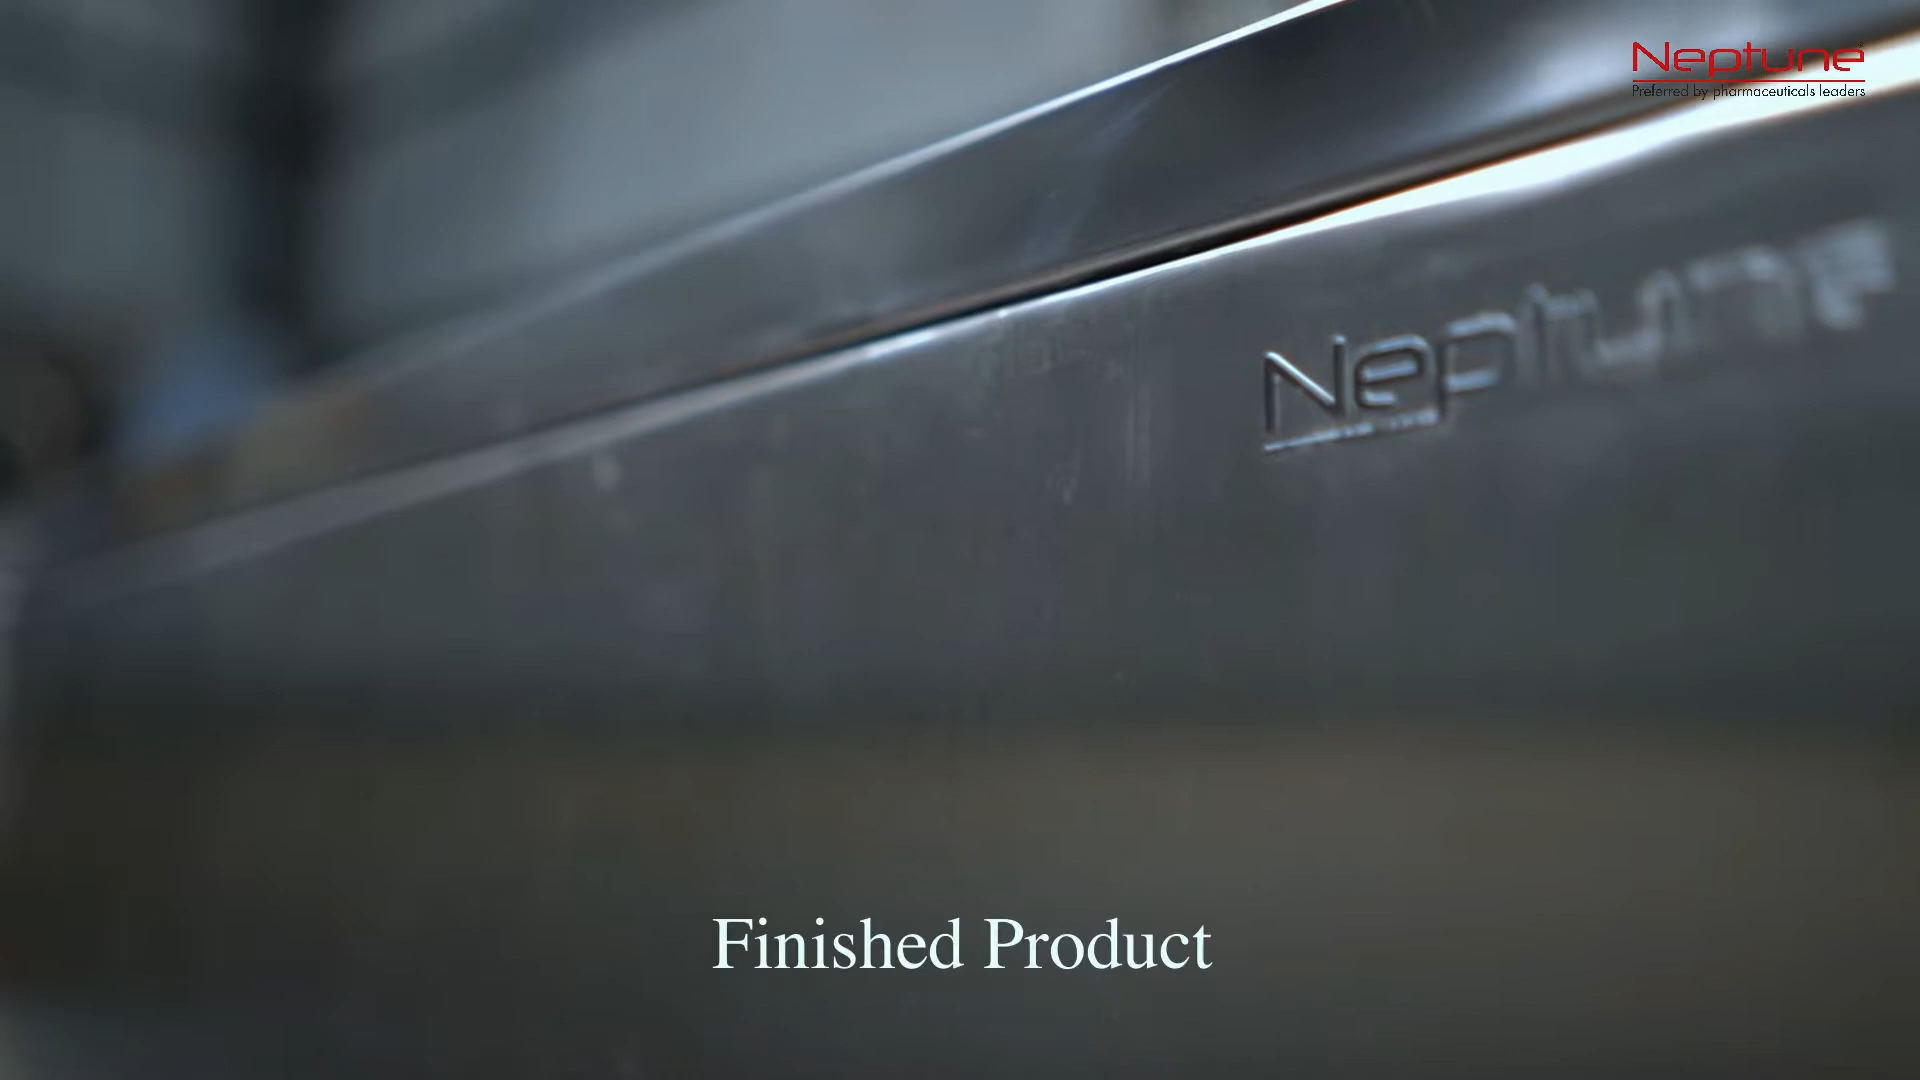 Neptune
Preferred by pharmaceuticals leaders
Neptune
Finished Product